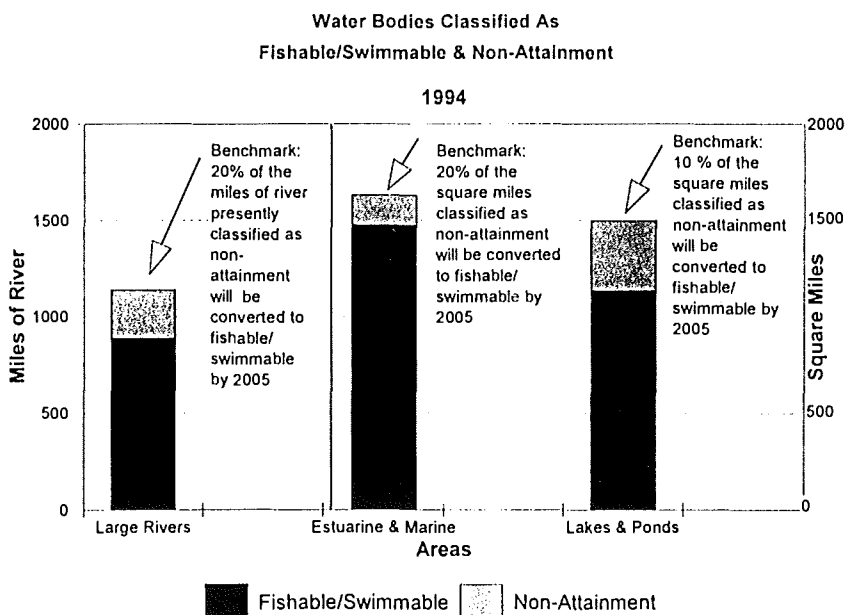 Water Bodies Classified As
Fishable/Swimmable & Non-Attainment
1994
2000
1500
1000
500
0
Miles of River
Benchmark:
20% of the
miles of river
presently
classified as
non-
attainment
will be
converted to
fishable/
swimmable
by 2005
Benchmark:
20% of the
square miles
classified as
non-attainment
will be converted
to fishable/
swimmable by
2005
Benchmark:
10 % of the
square miles
classified as
non-attainment
will be
converted to
fishable/
swimmable by
2005
2000
1500
500
0
Square Miles
Large Rivers
Estuarine & Marine
Lakes & Ponds
Areas
Fishable/Swimmable
Non-Attainment